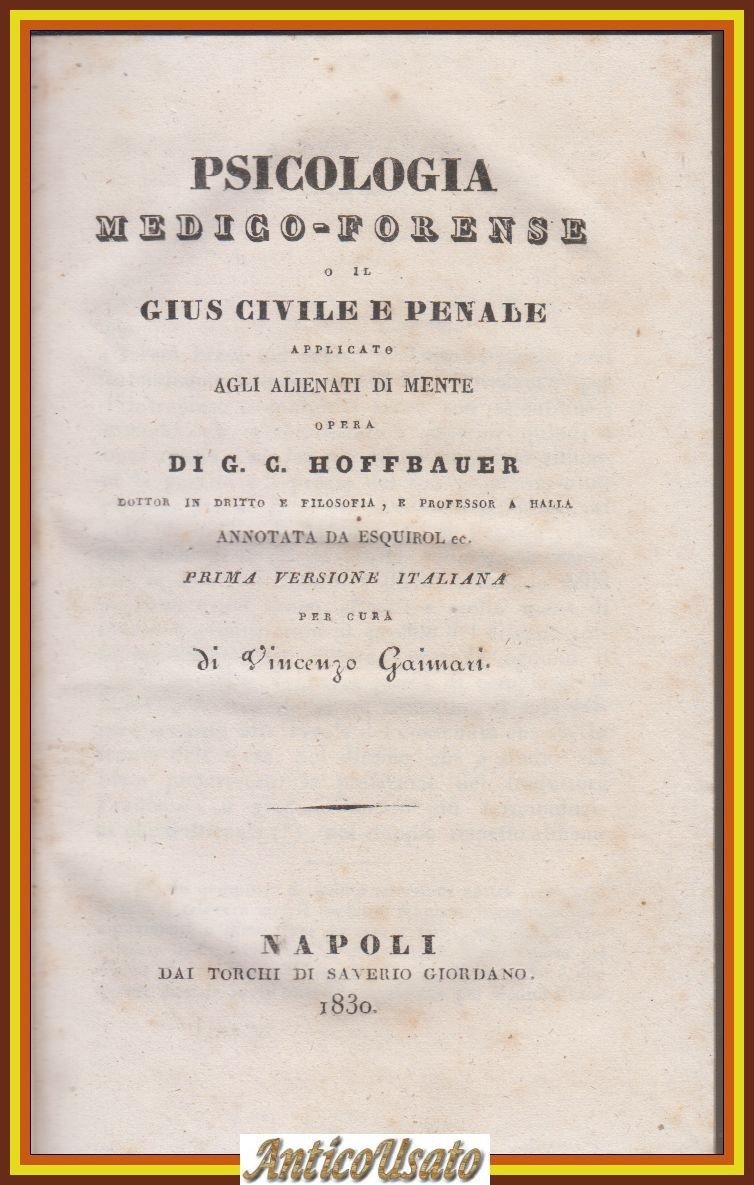 PSICOLOGIA
MEDICO-FORENSE
O IL
GIUS CIVILE E PENALE
APPLICATO
AGLI ALIENATI DI MENTE
OPERA
DI G. C. HOFFBAUER
DOTTOR IN DRITTO E FILOSOFIA, E PROFESSOR A HALLA
ANNOTATA DA ESQUIROL ec.
PRIMA VERSIONE ITALIANA
PER CURA
di Vincenzo Gaimari.
NAPOLI
DAI TORCHI DI SAVERIO GIORDANO.
1830.
AnticoUsato